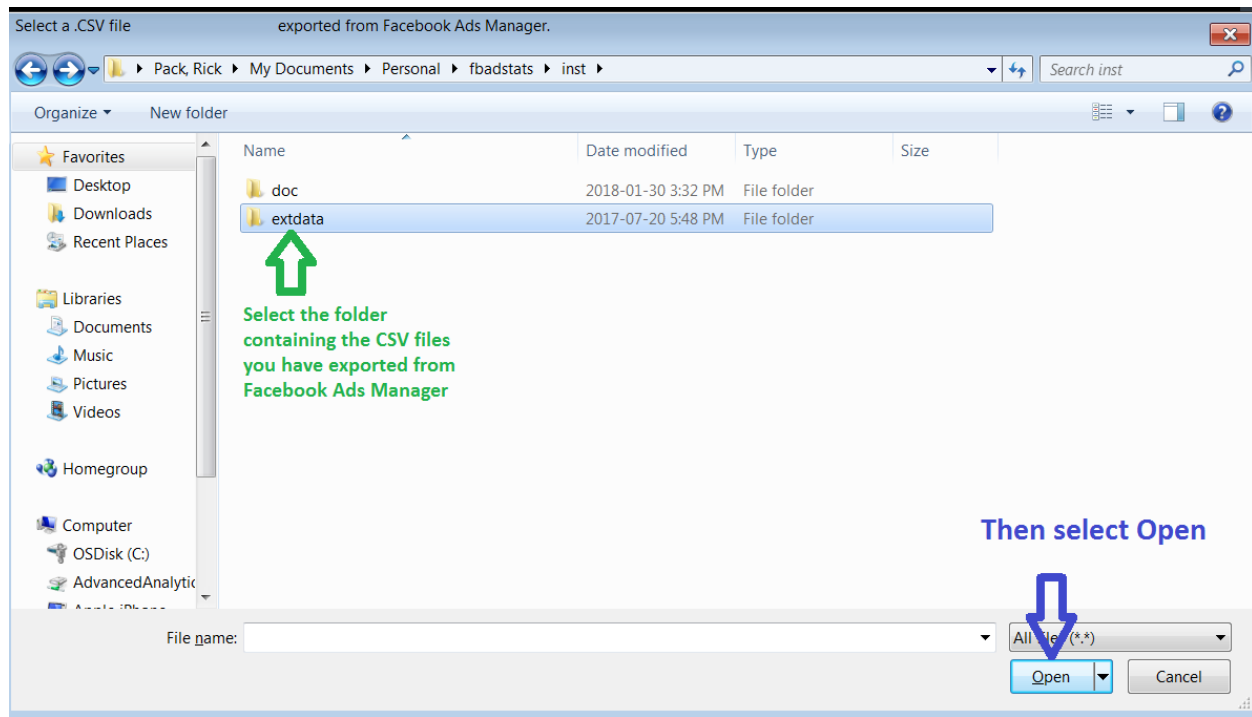 Select a .CSV file exported from Facebook Ads Manager.
Pack, Rick My Documents Personal fbadstats inst
Search inst
Organize New folder
Name Date modified Type Size
Favorites
Desktop
Downloads
Recent Places
Libraries
Documents
Music
Pictures
Videos
Homegroup
Computer
OSDisk (C:)
AdvancedAnalytic
doc 2018-01-30 3:32 PM File folder
extdata 2017-07-20 5:48 PM File folder
Select the folder
containing the CSV files
you have exported from
Facebook Ads Manager
Then select Open
File name:
All (*.*)
Open Cancel